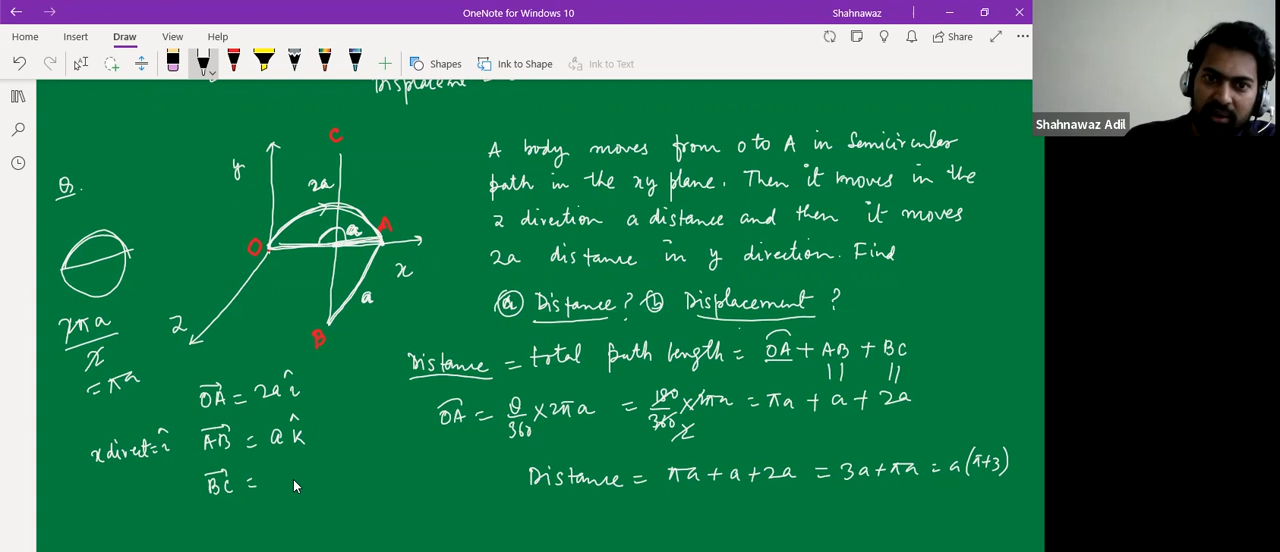 OneNote for Windows 10
Shahnawaz
Home Insert Draw View Help
Share
Shapes
Ink to Shape
Ink to Text
Shahnawaz Adil
Displaceme
Q.
y
C
2a
O
a
A
x
a
z
B
A body moves from O to A in semicircular
path in the xy plane. Then it moves in the
z direction a distance and then it moves
2a distance in y direction. Find
(a) Distance? (b) Displacement?
Distance = total path length = OA + AB + BC
OA = θ/360 × 2πa = 180/360 × 2πa = πa + a + 2a
Distance = πa + a + 2a = 3a + πa = a(π+3)
2πa/2
= πa
OA = 2a î
x direct = î
AB = a k̂
BC =